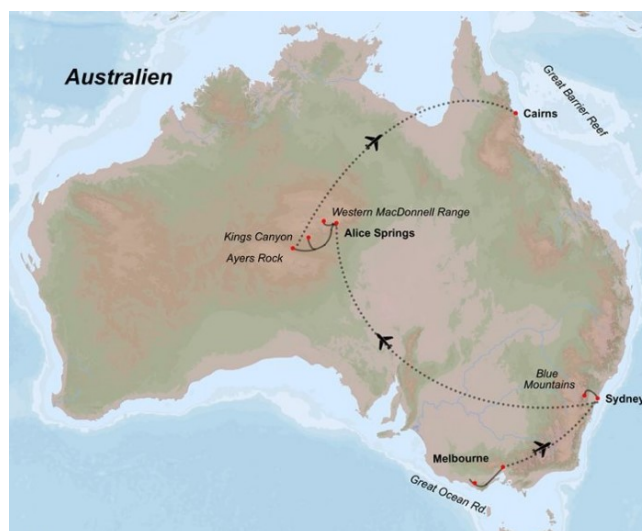 Australien
Great Barrier Reef
Cairns
Western MacDonnell Range
Kings Canyon
Alice Springs
Ayers Rock
Blue
Mountains
Sydney
Melbourne
Great Ocean Rd.